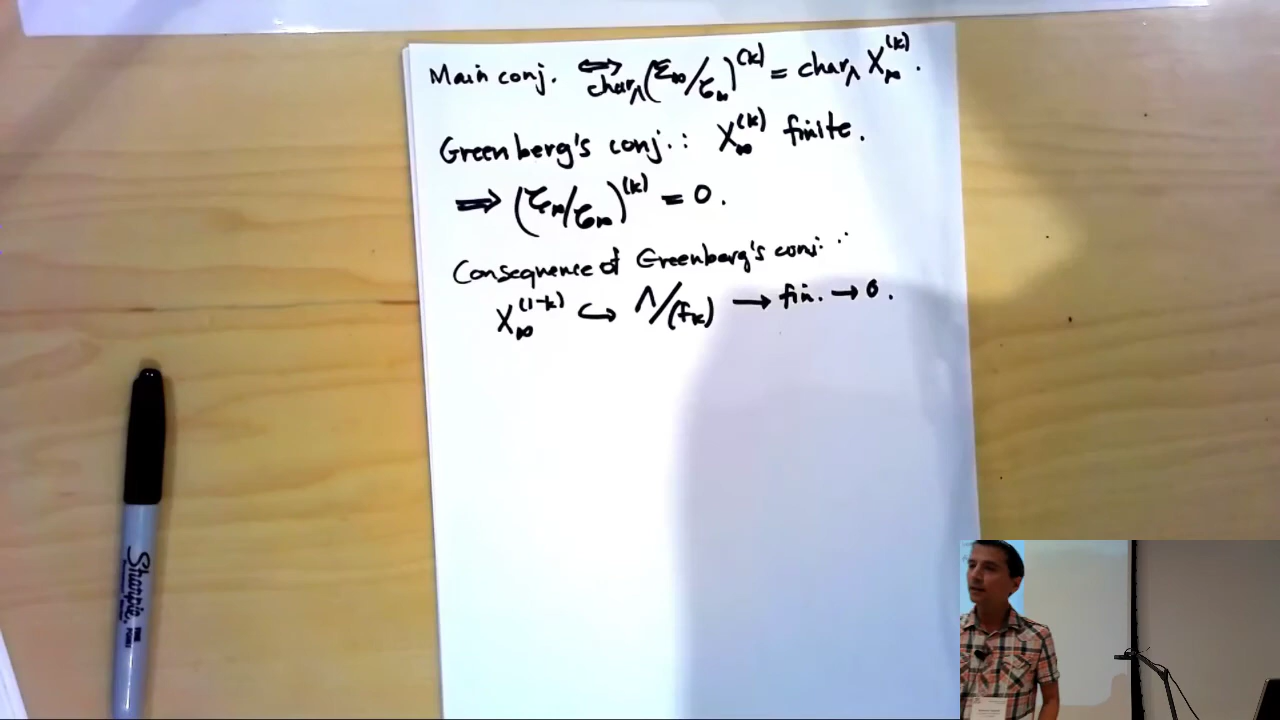 Main conj. ⟺ char_Λ (ℰ_∞/𝒞_∞)^(k) = char_Λ X_∞^(k).
Greenberg's conj.: X_∞^(k) finite.
⟹ (ℰ_∞/𝒞_∞)^(k) = 0.
Consequence of Greenberg's conj:
X_∞^(1-k) ↪ Λ/(f_k) → fin. → 0.
Sharpie.